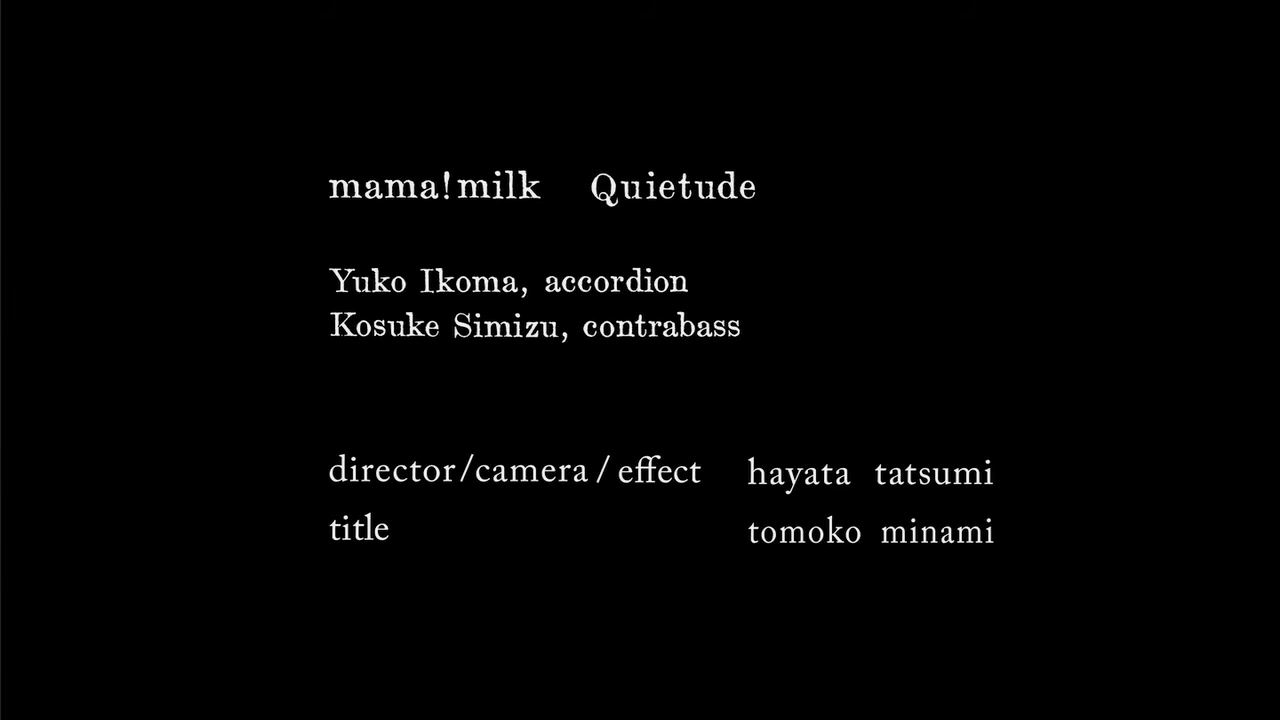 mama!milk Quietude
Yuko Ikoma, accordion
Kosuke Simizu, contrabass
director/camera/effect hayata tatsumi
title tomoko minami